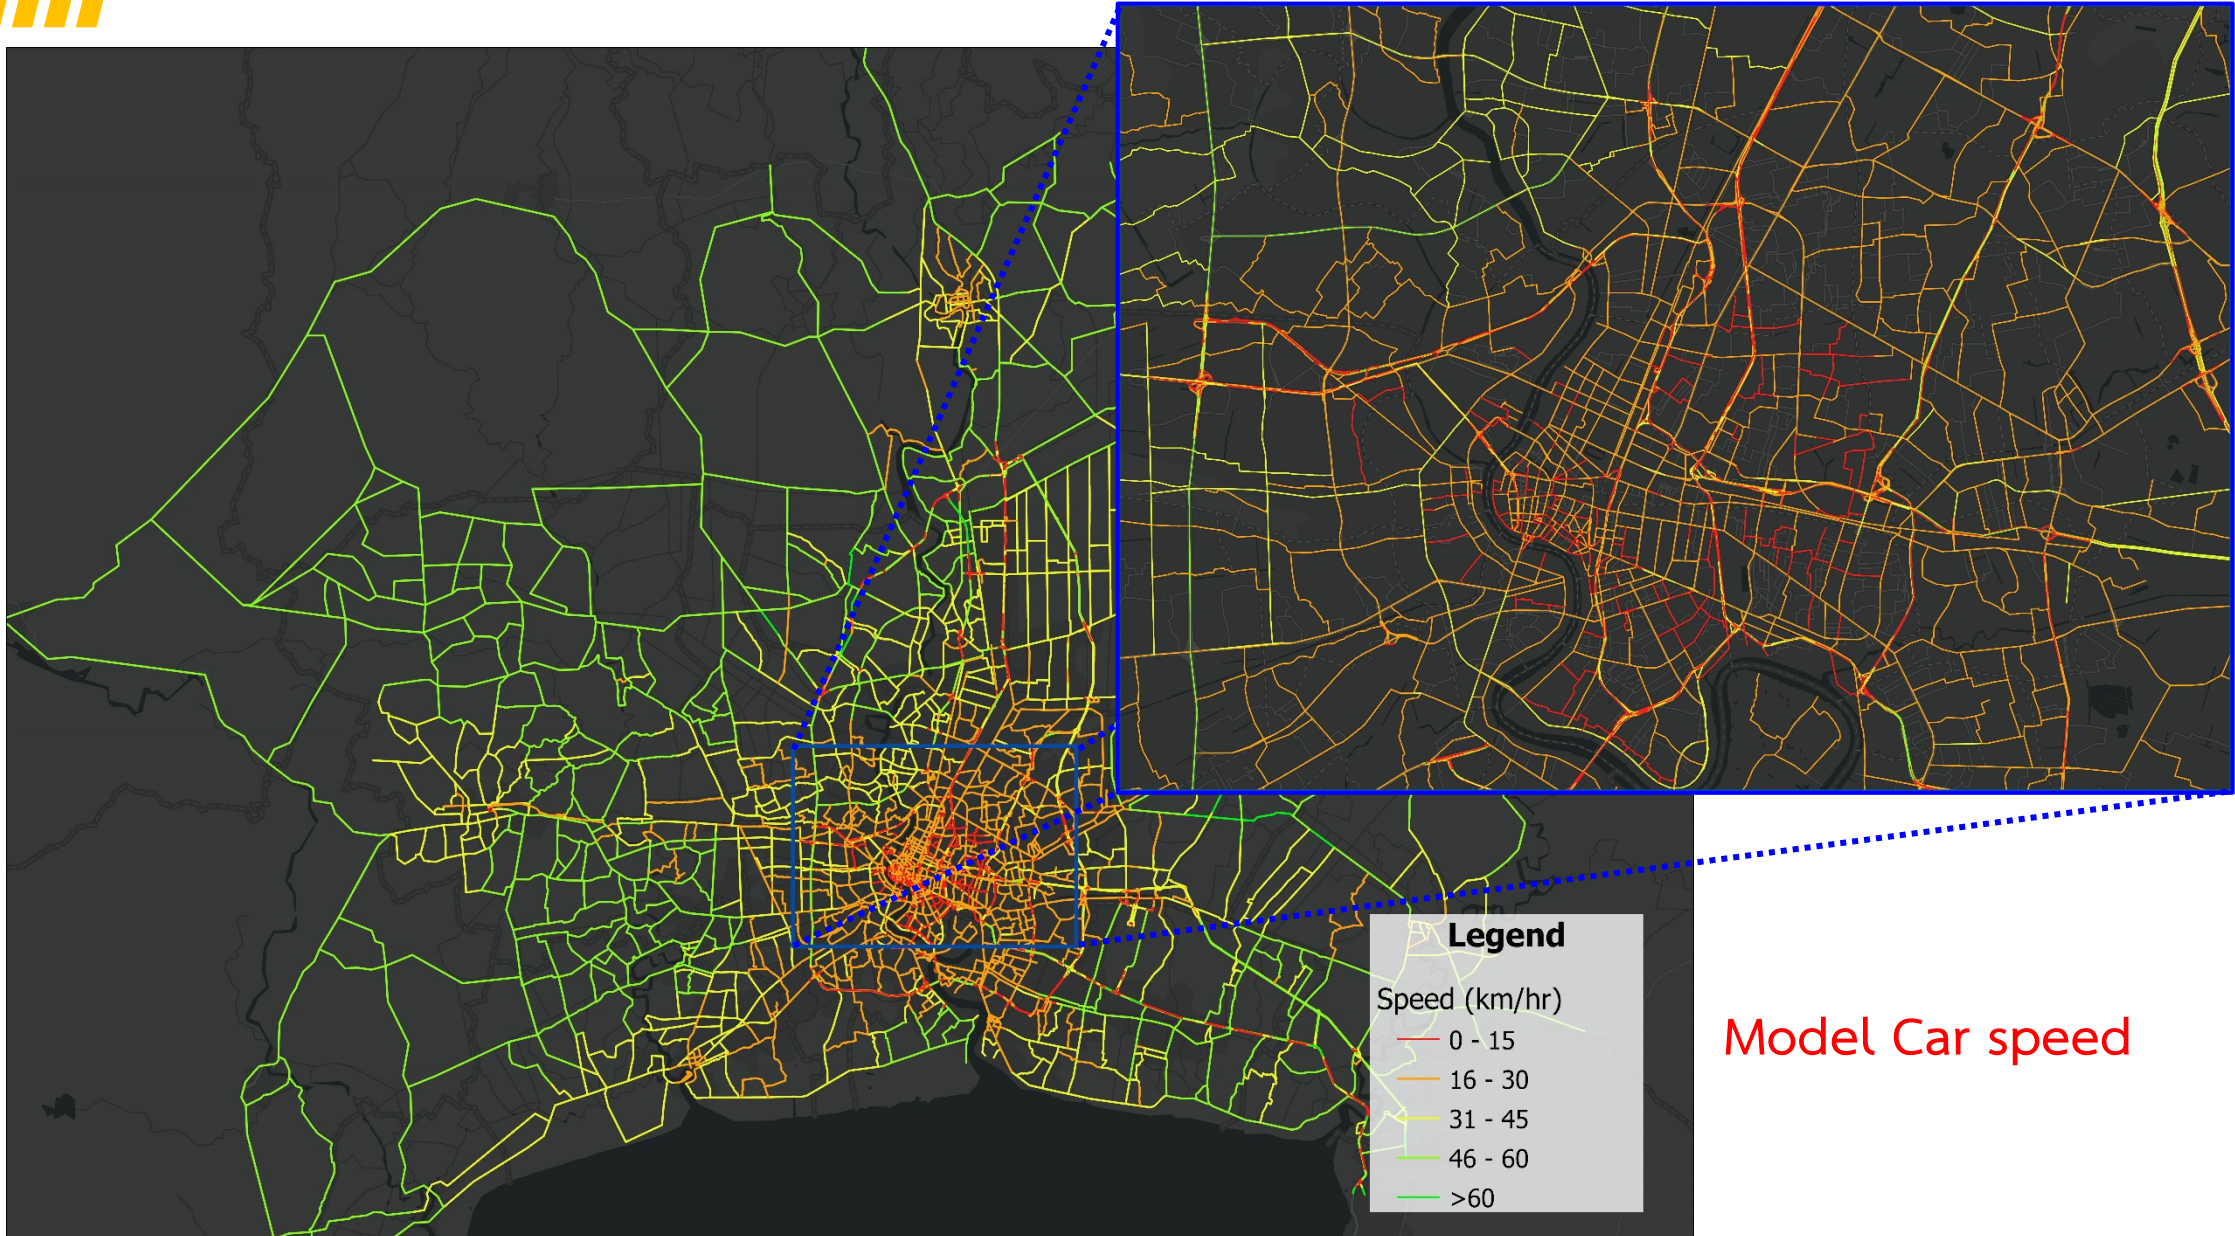 Legend
Speed (km/hr)
0 - 15
16 - 30
31 - 45
46 - 60
>60
Model Car speed